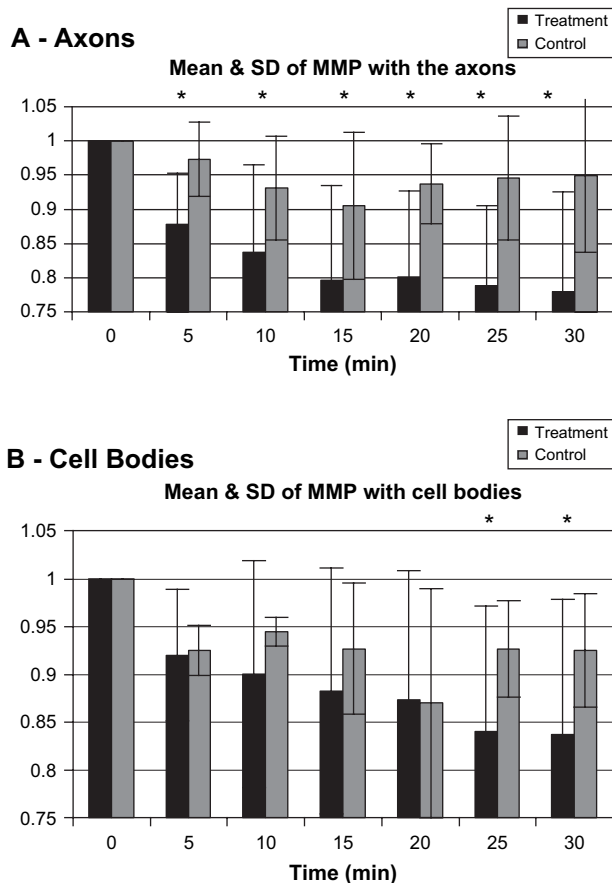 Treatment
Control
A - Axons
Mean & SD of MMP with the axons
* * * * * *
1.05
1
0.95
0.9
0.85
0.8
0.75
0 5 10 15 20 25 30
Time (min)
Treatment
Control
B - Cell Bodies
Mean & SD of MMP with cell bodies
* *
1.05
1
0.95
0.9
0.85
0.8
0.75
0 5 10 15 20 25 30
Time (min)